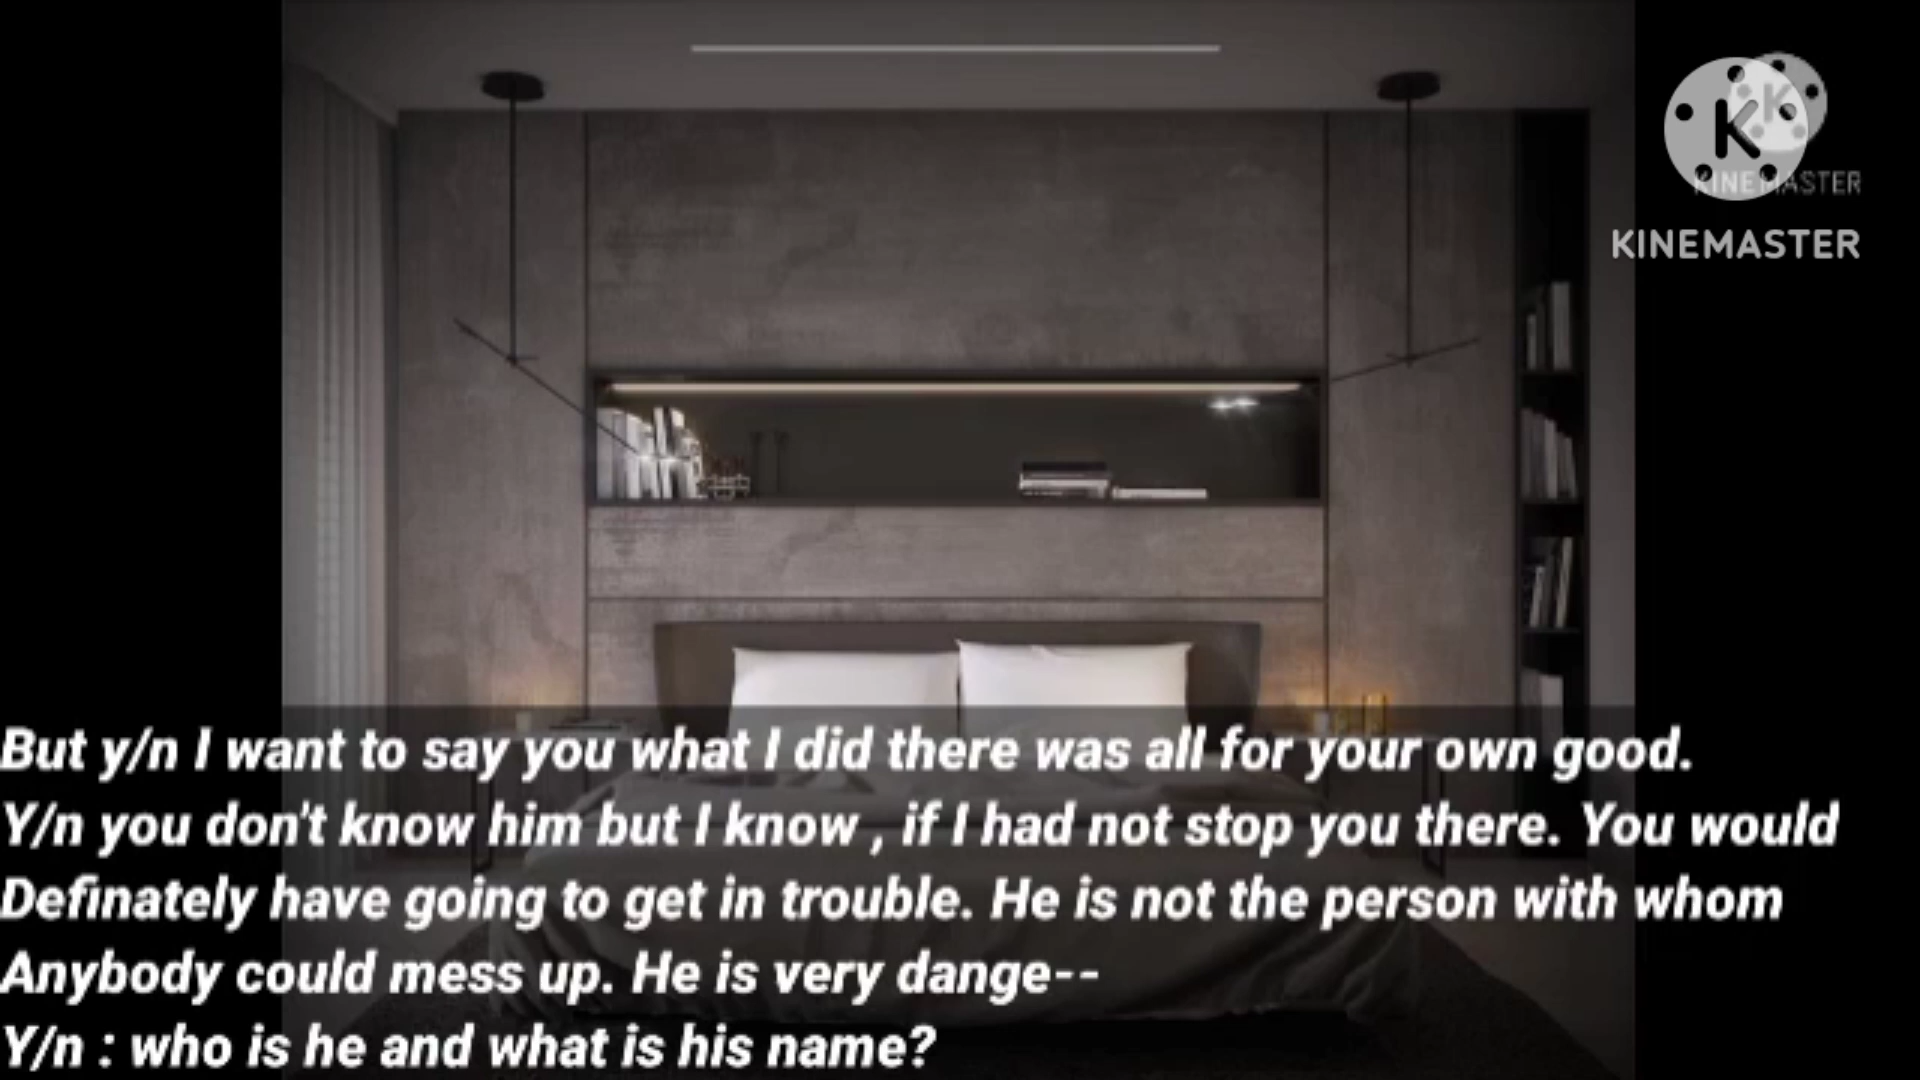 K
K
KINEMASTER
KINEMASTER
But y/n I want to say you what I did there was all for your own good.
Y/n you don't know him but I know , if I had not stop you there. You would
Definately have going to get in trouble. He is not the person with whom
Anybody could mess up. He is very dange--
Y/n : who is he and what is his name?